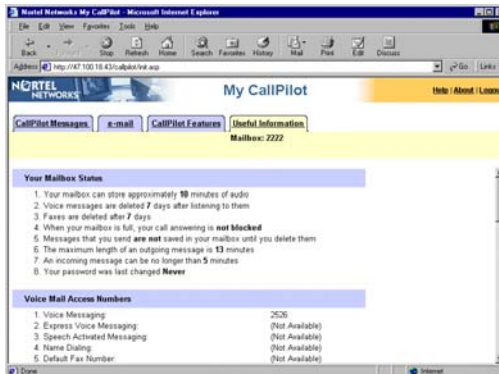 Nortel Networks My CallPilot - Microsoft Internet Explorer
File Edit View Favorites Tools Help
Back Stop Refresh Home Search Favorites History Mail Print Edit Discuss
Address http://47.100.18.43/callpilot/init.asp Go Links
NORTEL NETWORKS
My CallPilot
Help | About | Logout
CallPilot Messages e-mail CallPilot Features Useful Information
Mailbox: 2222
Your Mailbox Status
1. Your mailbox can store approximately 10 minutes of audio
2. Voice messages are deleted 7 days after listening to them
3. Faxes are deleted after 7 days
4. When your mailbox is full, your call answering is not blocked
5. Messages that you send are not saved in your mailbox until you delete them
6. The maximum length of an outgoing message is 13 minutes
7. An incoming message can be no longer than 5 minutes
8. Your password was last changed Never
Voice Mail Access Numbers
1. Voice Messaging: 2526
2. Express Voice Messaging: (Not Available)
3. Speech Activated Messaging: (Not Available)
4. Name Dialing: (Not Available)
5. Default Fax Number: (Not Available)
Done Internet